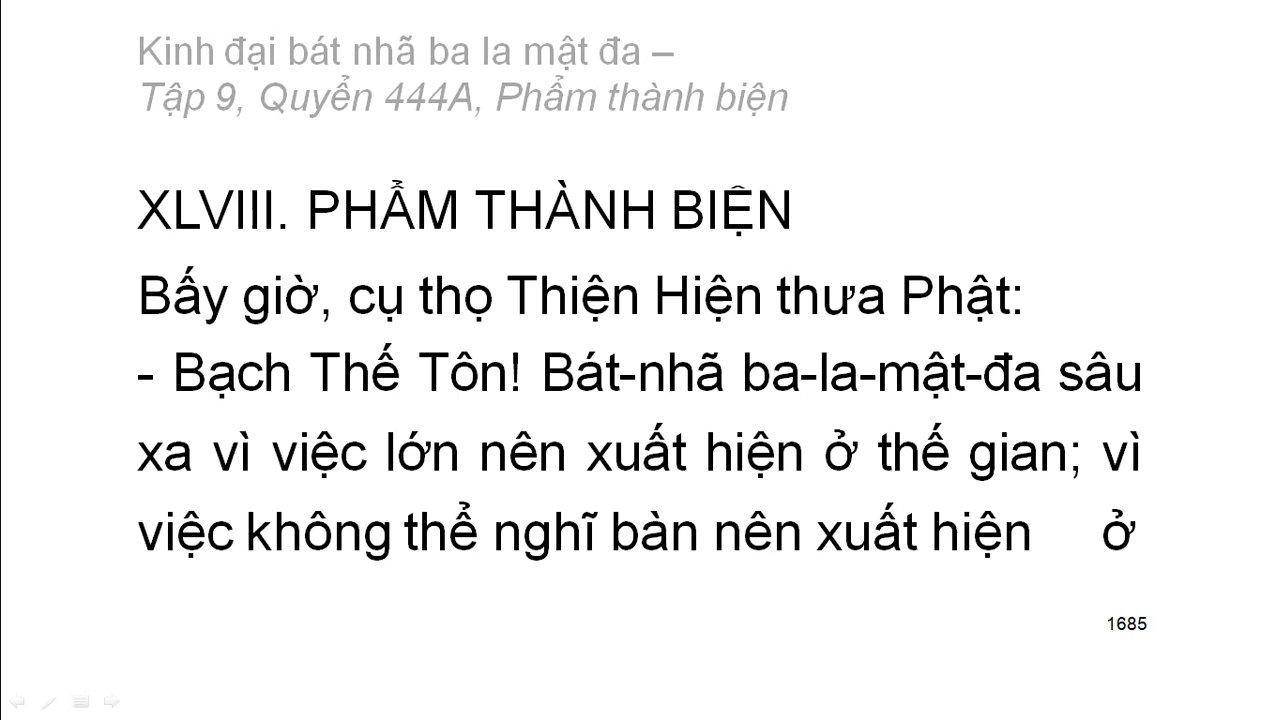 Kinh đại bát nhã ba la mật đa –
Tập 9, Quyển 444A, Phẩm thành biện
XLVIII. PHẨM THÀNH BIỆN
Bấy giờ, cụ thọ Thiện Hiện thưa Phật:
- Bạch Thế Tôn! Bát-nhã ba-la-mật-đa sâu
xa vì việc lớn nên xuất hiện ở thế gian; vì
việc không thể nghĩ bàn nên xuất hiện ở
1685